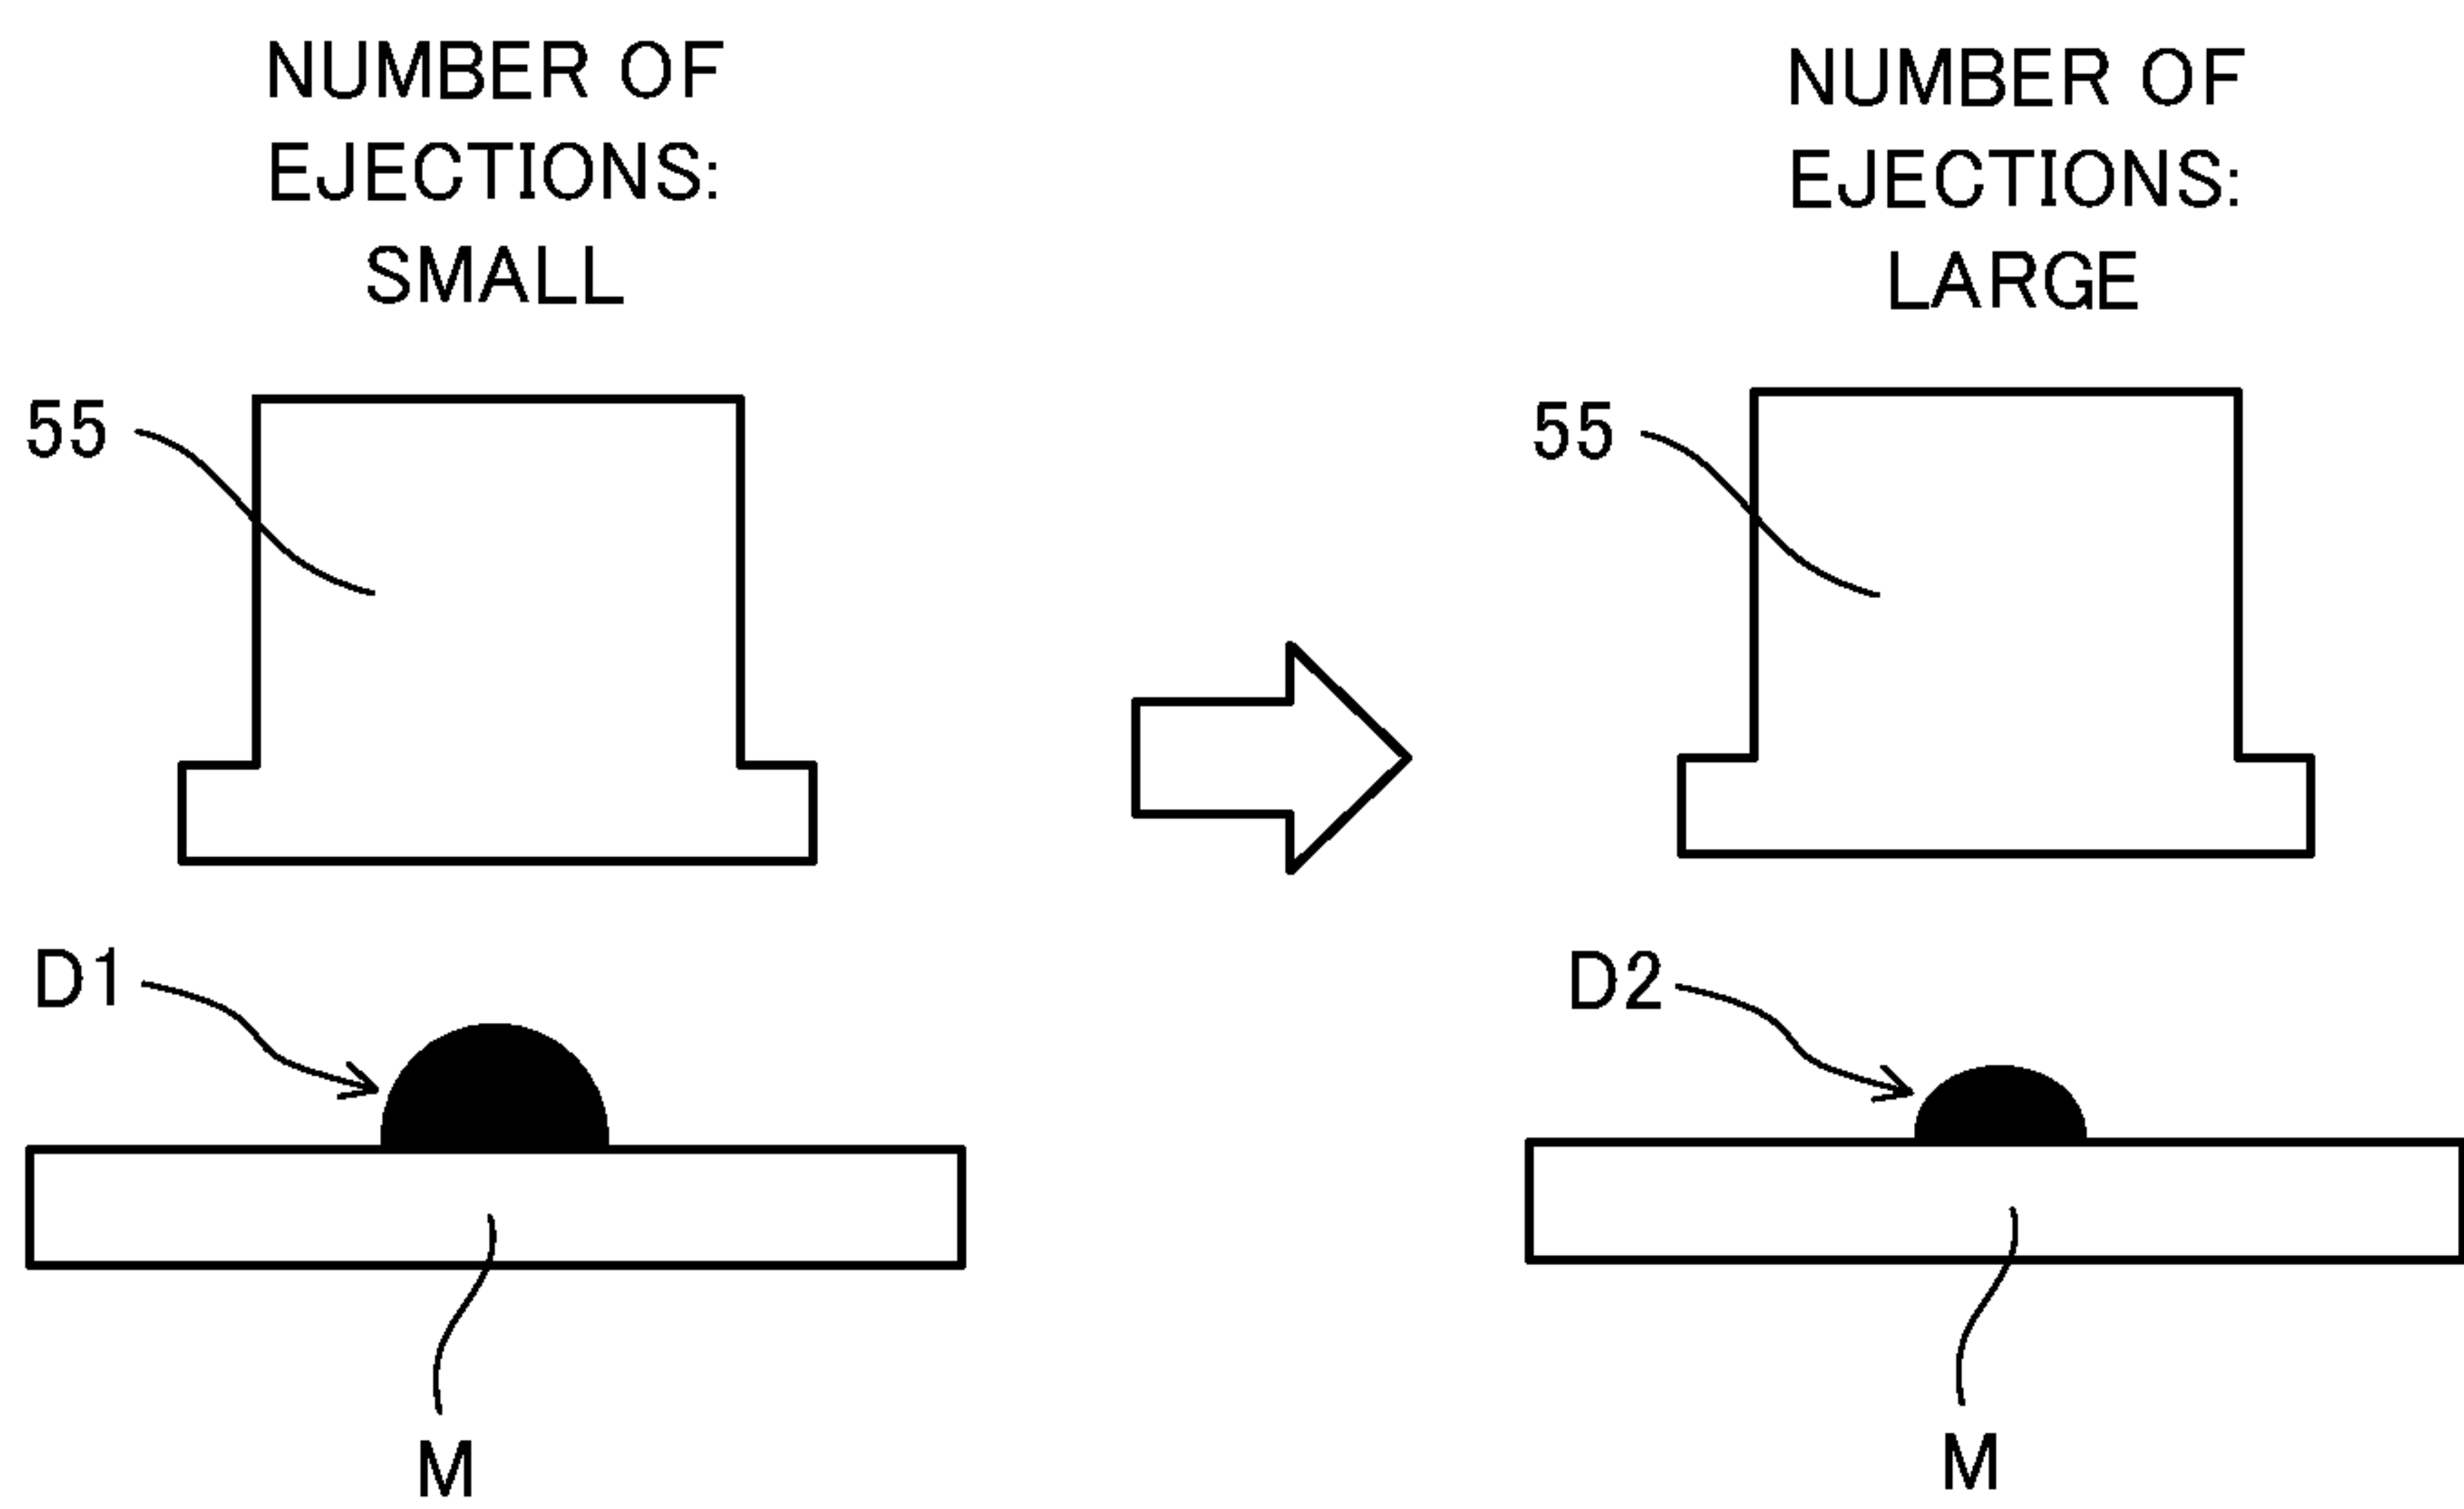 NUMBER OF
EJECTIONS:
SMALL
NUMBER OF
EJECTIONS:
LARGE
55
55
D1
D2
M
M